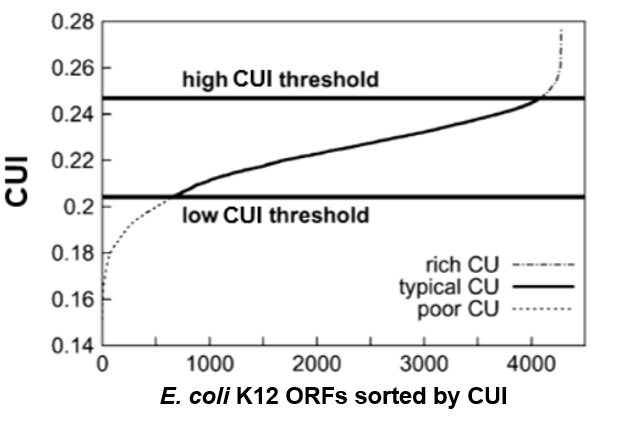 0.28
0.26
high CUI threshold
0.24
0.22
CUI
0.2
low CUI threshold
0.18
rich CU
typical CU
0.16
poor CU
0.14
0 1000 2000 3000 4000
E. coli K12 ORFs sorted by CUI